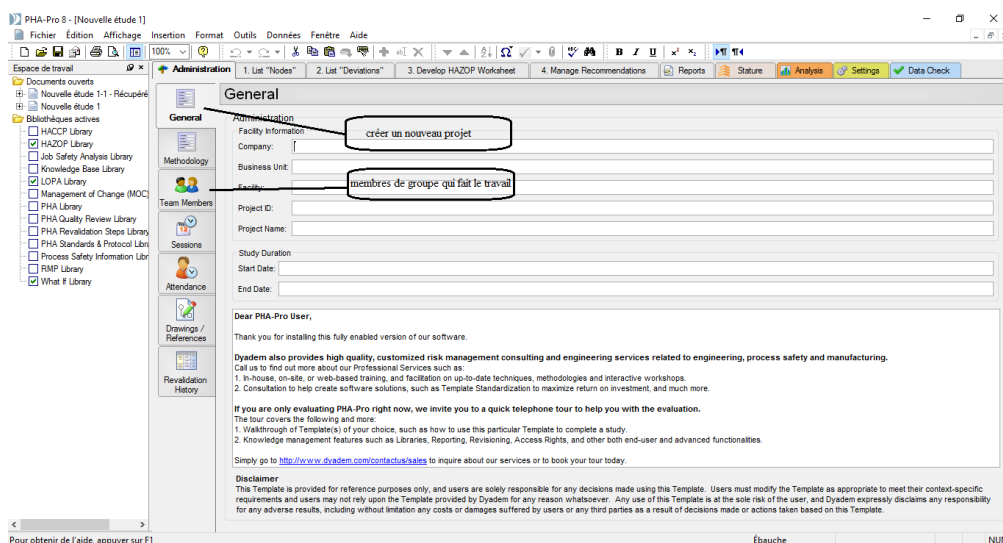 PHA-Pro 8 - [Nouvelle étude 1]
Fichier Édition Affichage Insertion Format Outils Données Fenêtre Aide
100%
B I U x² x₂
Espace de travail
Documents ouverts
Nouvelle étude 1-1 - Récupéré
Nouvelle étude 1
Bibliothèques actives
HACCP Library
HAZOP Library
Job Safety Analysis Library
Knowledge Base Library
LOPA Library
Management of Change (MOC)
PHA Library
PHA Quality Review Library
PHA Revalidation Steps Library
PHA Standards & Protocol Libra
Process Safety Information Libr
RMP Library
What If Library
Administration 1. List "Nodes" 2. List "Deviations" 3. Develop HAZOP Worksheet 4. Manage Recommendations Reports Stature Analysis Settings Data Check
General
Methodology
Team Members
Sessions
Attendance
Drawings /
References
Revalidation
History
General
Administration
Facility Information
créer un nouveau projet
Company:
Business Unit:
membres de groupe qui fait le travail
Facility:
Project ID:
Project Name:
Study Duration
Start Date:
End Date:
Dear PHA-Pro User,
Thank you for installing this fully enabled version of our software.
Dyadem also provides high quality, customized risk management consulting and engineering services related to engineering, process safety and manufacturing.
Call us to find out more about our Professional Services such as:
1. In-house, on-site, or web-based training, and facilitation on up-to-date techniques, methodologies and interactive workshops.
2. Consultation to help create software solutions, such as Template Standardization to maximize return on investment, and much more.
If you are only evaluating PHA-Pro right now, we invite you to a quick telephone tour to help you with the evaluation.
The tour covers the following and more:
1. Walkthrough of Template(s) of your choice, such as how to use this particular Template to complete a study.
2. Knowledge management features such as Libraries, Reporting, Revisioning, Access Rights, and other both end-user and advanced functionalities.
Simply go to http://www.dyadem.com/contactus/sales to inquire about our services or to book your tour today.
Disclaimer
This Template is provided for reference purposes only, and users are solely responsible for any decisions made using this Template. Users must modify the Template as appropriate to meet their context-specific
requirements and users may not rely upon the Template provided by Dyadem for any reason whatsoever. Any use of this Template is at the sole risk of the user, and Dyadem expressly disclaims any responsibility
for any adverse results, including without limitation any costs or damages suffered by users or any third parties as a result of decisions made or actions taken based on this Template.
Pour obtenir de l'aide, appuyer sur F1
Ébauche
NUM